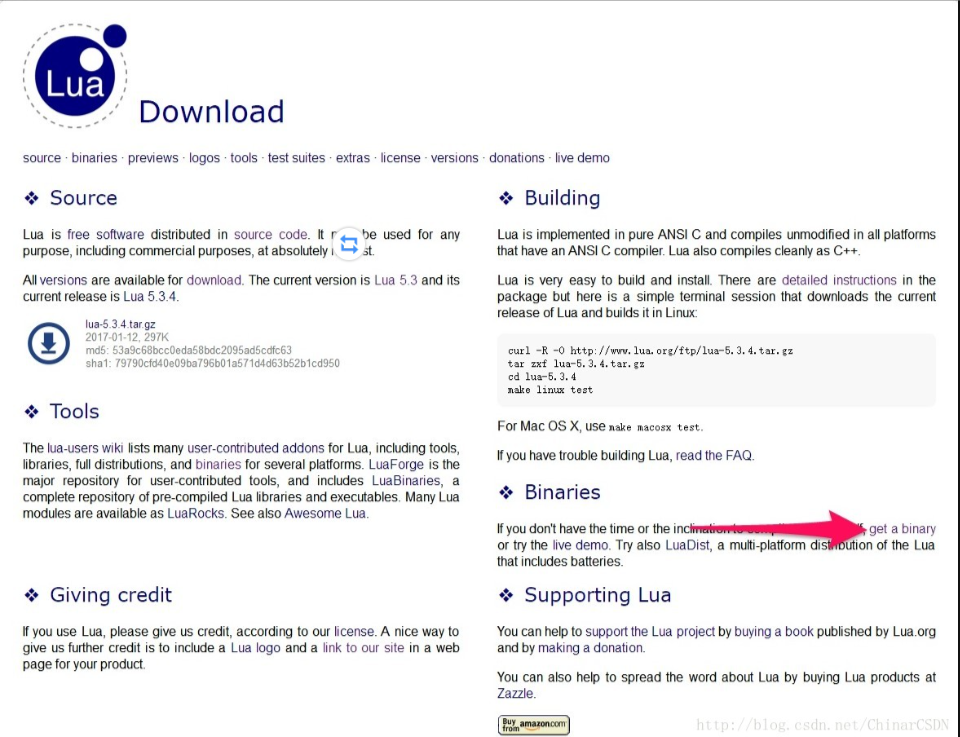 Lua
Download
source · binaries · previews · logos · tools · test suites · extras · license · versions · donations · live demo
❖ Source
Lua is free software distributed in source code. It be used for any
purpose, including commercial purposes, at absolutely
All versions are available for download. The current version is Lua 5.3 and its
current release is Lua 5.3.4.
lua-5.3.4.tar.gz
2017-01-12, 297K
md5: 53a9c68bcc0eda58bdc2095ad5cdfc63
sha1: 79790cfd40e09ba796b01a571d4d63b52b1cd950
❖ Tools
The lua-users wiki lists many user-contributed addons for Lua, including tools,
libraries, full distributions, and binaries for several platforms. LuaForge is the
major repository for user-contributed tools, and includes LuaBinaries, a
complete repository of pre-compiled Lua libraries and executables. Many Lua
modules are available as LuaRocks. See also Awesome Lua.
❖ Giving credit
If you use Lua, please give us credit, according to our license. A nice way to
give us further credit is to include a Lua logo and a link to our site in a web
page for your product.
❖ Building
Lua is implemented in pure ANSI C and compiles unmodified in all platforms
that have an ANSI C compiler. Lua also compiles cleanly as C++.
Lua is very easy to build and install. There are detailed instructions in the
package but here is a simple terminal session that downloads the current
release of Lua and builds it in Linux:
curl -R -O http://www.lua.org/ftp/lua-5.3.4.tar.gz
tar zxf lua-5.3.4.tar.gz
cd lua-5.3.4
make linux test
For Mac OS X, use make macosx test.
If you have trouble building Lua, read the FAQ.
❖ Binaries
If you don't have the time or the get a binary
or try the live demo. Try also LuaDist, a multi-platform distribution of the Lua
that includes batteries.
❖ Supporting Lua
You can help to support the Lua project by buying a book published by Lua.org
and by making a donation.
You can also help to spread the word about Lua by buying Lua products at
Zazzle.
Buy from amazon.com
http://blog.csdn.net/ChinarCSDN